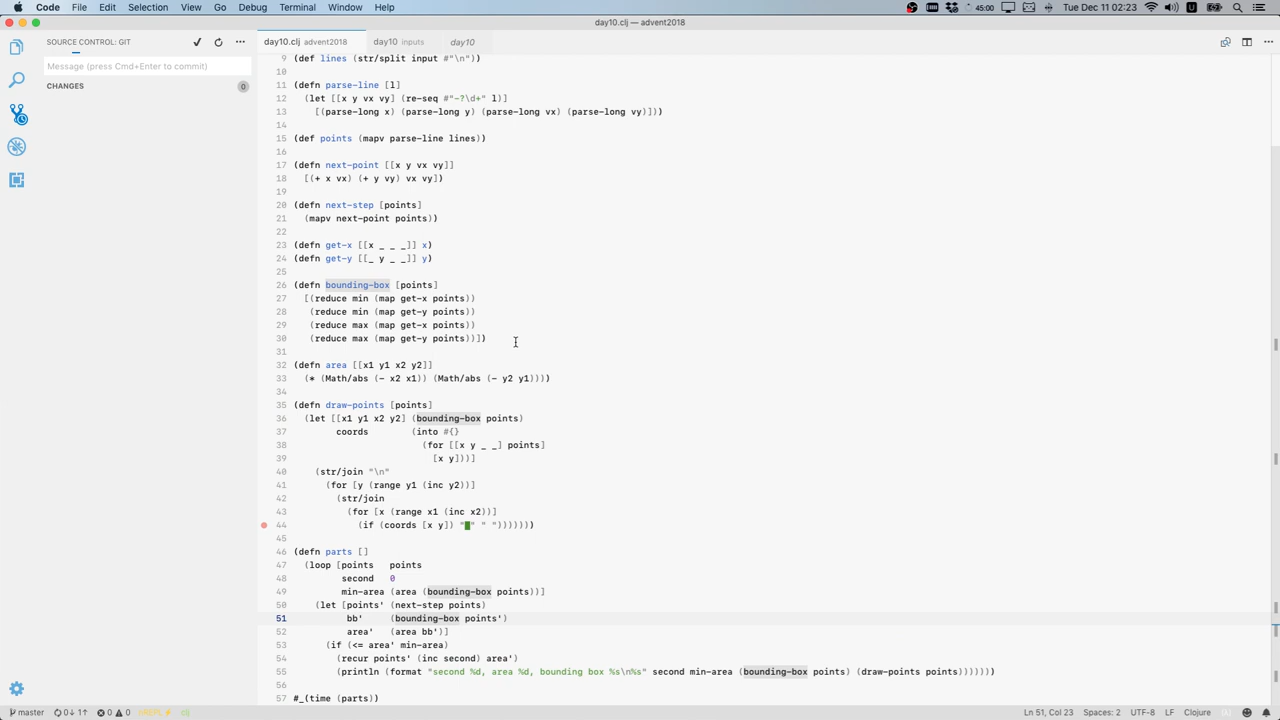 Code File Edit Selection View Go Debug Terminal Window Help 45:00 Tue Dec 11 02:23
day10.clj — advent2018
SOURCE CONTROL: GIT
day10.clj advent2018 day10 inputs day10
Message (press Cmd+Enter to commit)
CHANGES 0
9 (def lines (str/split input #"\n"))
10
11 (defn parse-line [l]
12 (let [[x y vx vy] (re-seq #"-?\d+" l)]
13 [(parse-long x) (parse-long y) (parse-long vx) (parse-long vy)]))
14
15 (def points (mapv parse-line lines))
16
17 (defn next-point [[x y vx vy]]
18 [(+ x vx) (+ y vy) vx vy])
19
20 (defn next-step [points]
21 (mapv next-point points))
22
23 (defn get-x [[x _ _ _]] x)
24 (defn get-y [[_ y _ _]] y)
25
26 (defn bounding-box [points]
27 [(reduce min (map get-x points))
28 (reduce min (map get-y points))
29 (reduce max (map get-x points))
30 (reduce max (map get-y points))])
31
32 (defn area [[x1 y1 x2 y2]]
33 (* (Math/abs (- x2 x1)) (Math/abs (- y2 y1))))
34
35 (defn draw-points [points]
36 (let [[x1 y1 x2 y2] (bounding-box points)
37 coords (into #{}
38 (for [[x y _ _] points]
39 [x y]))]
40 (str/join "\n"
41 (for [y (range y1 (inc y2))]
42 (str/join
43 (for [x (range x1 (inc x2))]
44 (if (coords [x y]) "█" " "))))))
45
46 (defn parts []
47 (loop [points points
48 second 0
49 min-area (area (bounding-box points))]
50 (let [points' (next-step points)
51 bb' (bounding-box points')
52 area' (area bb')]
53 (if (<= area' min-area)
54 (recur points' (inc second) area')
55 (println (format "second %d, area %d, bounding box %s\n%s" second min-area (bounding-box points) (draw-points points)))))))
56
57 #_(time (parts))
master 0↓ 1↑ 0 0 nREPL clj Ln 51, Col 23 Spaces: 2 UTF-8 LF Clojure